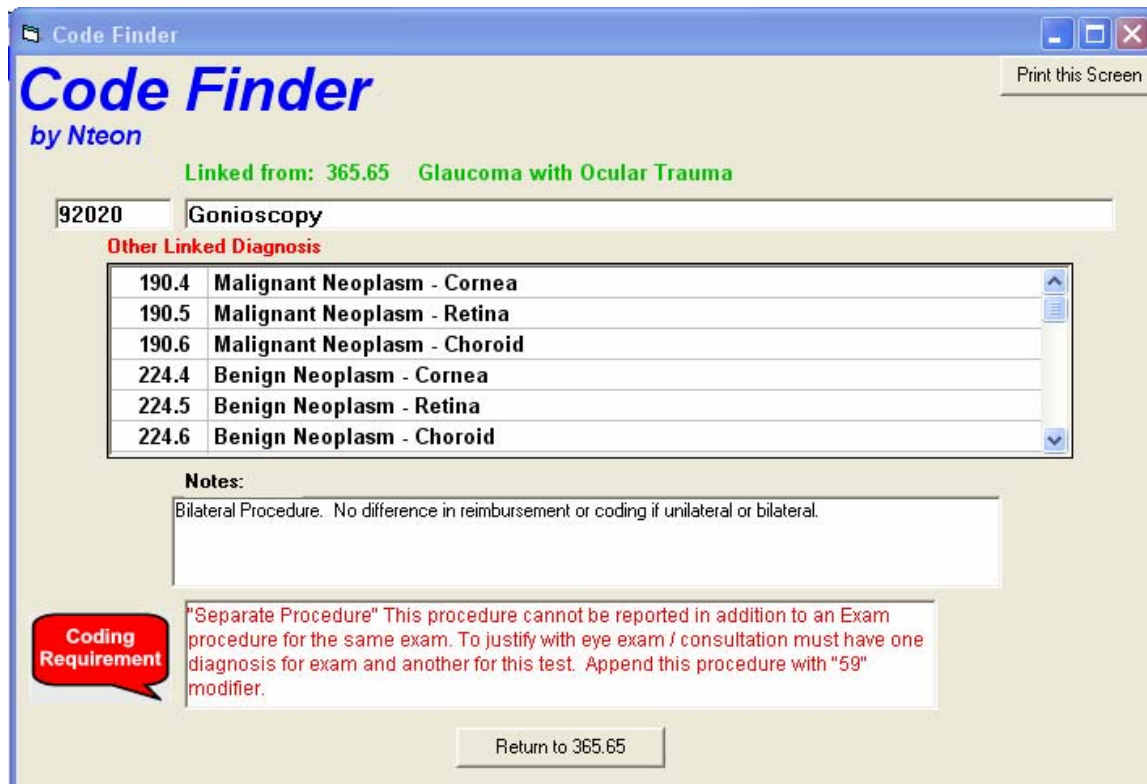 Code Finder
Print this Screen
Code Finder
by Nteon
Linked from: 365.65 Glaucoma with Ocular Trauma
92020 Gonioscopy
Other Linked Diagnosis
190.4 Malignant Neoplasm - Cornea
190.5 Malignant Neoplasm - Retina
190.6 Malignant Neoplasm - Choroid
224.4 Benign Neoplasm - Cornea
224.5 Benign Neoplasm - Retina
224.6 Benign Neoplasm - Choroid
Notes:
Bilateral Procedure. No difference in reimbursement or coding if unilateral or bilateral.
Coding
Requirement
"Separate Procedure" This procedure cannot be reported in addition to an Exam
procedure for the same exam. To justify with eye exam / consultation must have one
diagnosis for exam and another for this test. Append this procedure with "59"
modifier.
Return to 365.65